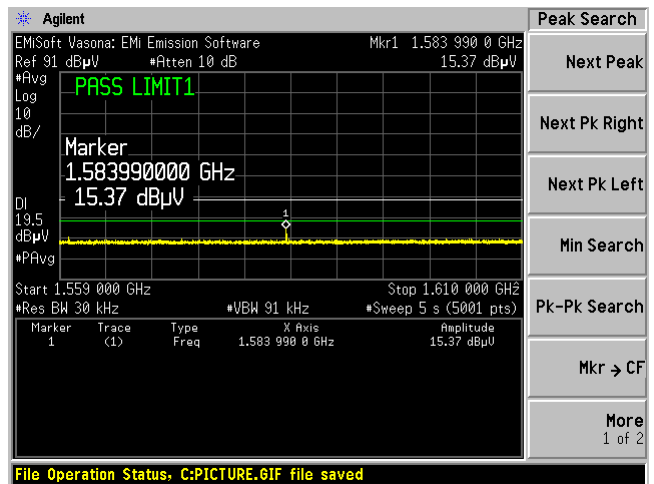 Agilent
Peak Search
EMiSoft Vasona: EMi Emission Software
Mkr1 1.583 990 0 GHz
Ref 91 dBµV #Atten 10 dB 15.37 dBµV
#Avg
Log
10
dB/
PASS LIMIT1
Marker
1.583990000 GHz
15.37 dBµV
DI
19.5
dBµV
#PAvg
1
Start 1.559 000 GHz Stop 1.610 000 GHz
#Res BW 30 kHz #VBW 91 kHz #Sweep 5 s (5001 pts)
Marker Trace Type X Axis Amplitude
1 (1) Freq 1.583 990 0 GHz 15.37 dBµV
Next Peak
Next Pk Right
Next Pk Left
Min Search
Pk-Pk Search
Mkr → CF
More
1 of 2
File Operation Status, C:PICTURE.GIF file saved